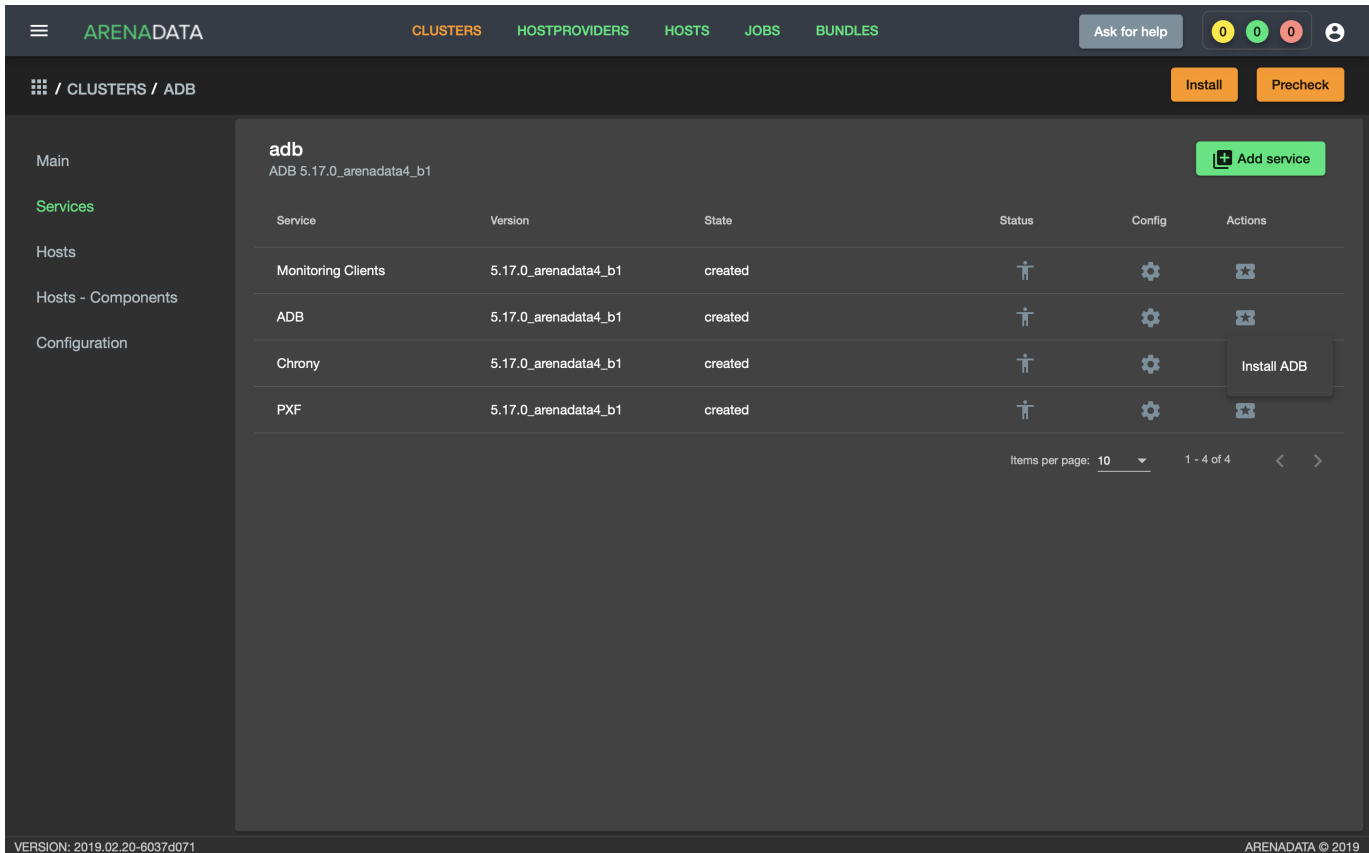 ARENADATA CLUSTERS HOSTPROVIDERS HOSTS JOBS BUNDLES Ask for help 0 0 0
/ CLUSTERS / ADB Install Precheck
Main
Services
Hosts
Hosts - Components
Configuration
adb
ADB 5.17.0_arenadata4_b1
Add service
Service Version State Status Config Actions
Monitoring Clients 5.17.0_arenadata4_b1 created
ADB 5.17.0_arenadata4_b1 created
Chrony 5.17.0_arenadata4_b1 created
Install ADB
PXF 5.17.0_arenadata4_b1 created
Items per page: 10 1 - 4 of 4
VERSION: 2019.02.20-6037d071 ARENADATA © 2019